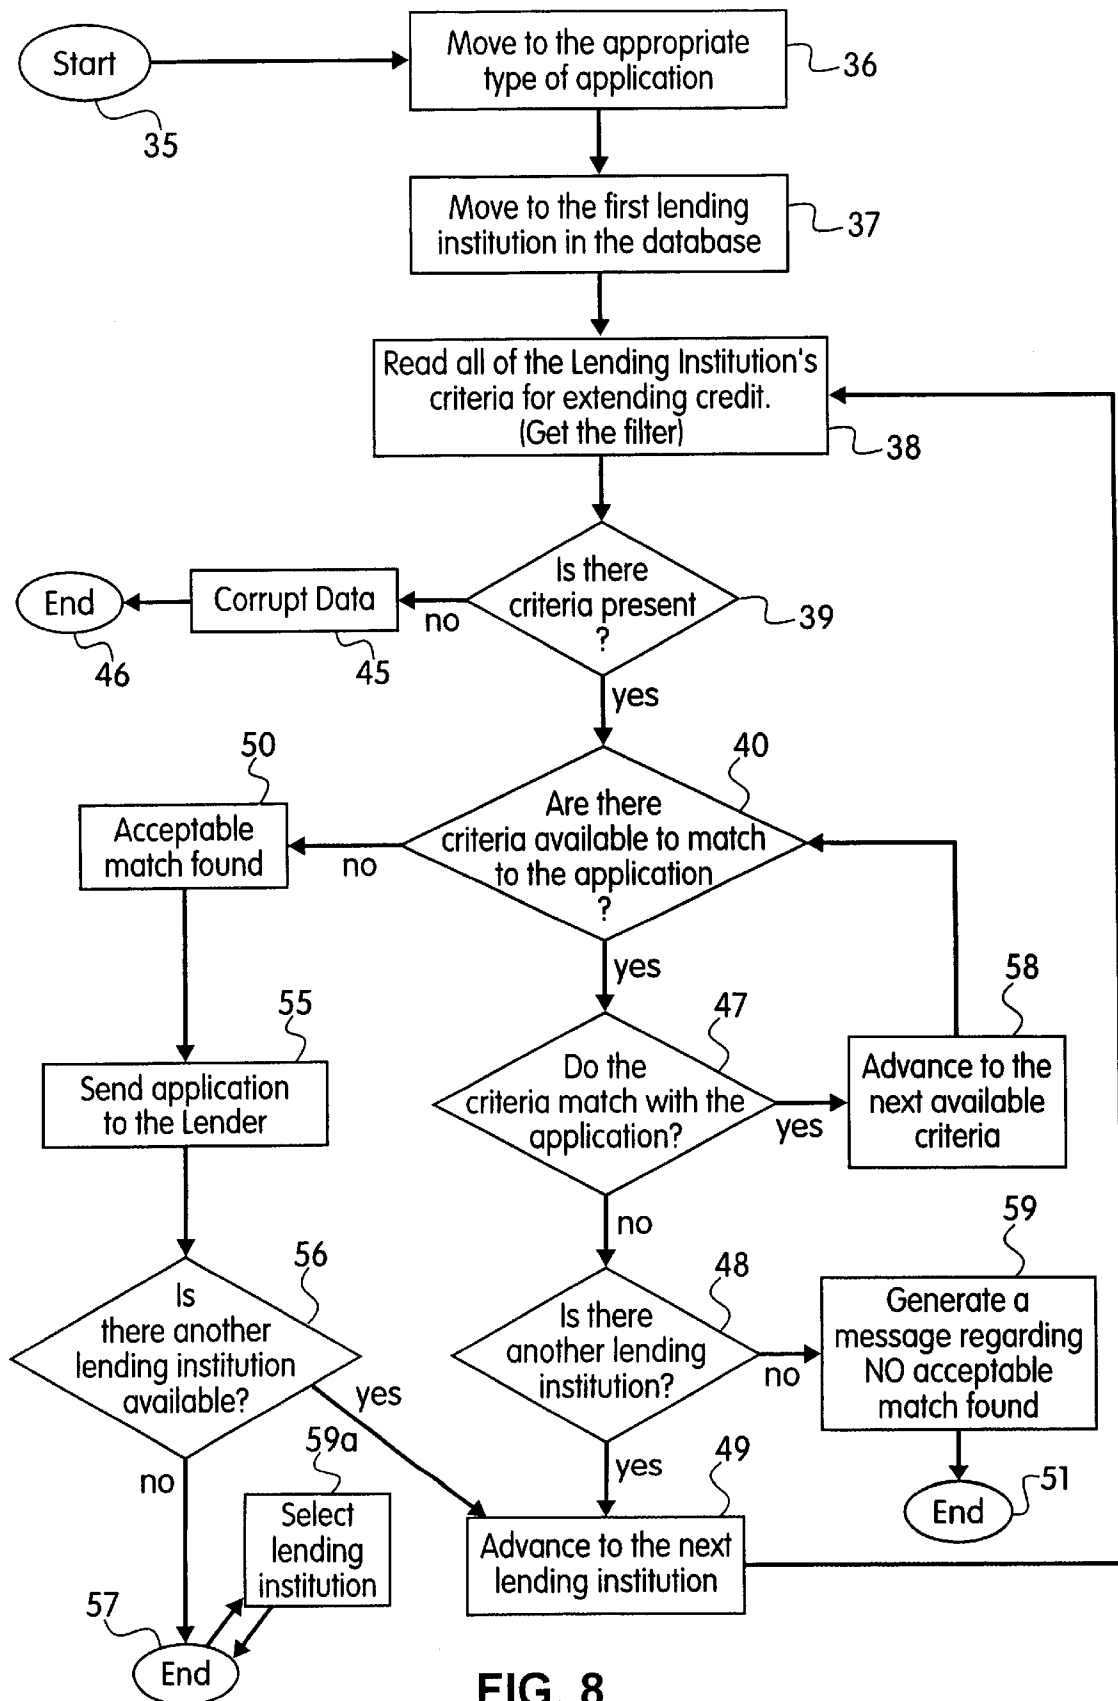 Start
35
Move to the appropriate
type of application
36
Move to the first lending
institution in the database
37
Read all of the Lending Institution's
criteria for extending credit.
(Get the filter)
38
Is there
criteria present
?
39
no
Corrupt Data
45
End
46
yes
40
Are there
criteria available to match
to the application
?
no
50
Acceptable
match found
yes
47
Do the
criteria match with the
application?
yes
58
Advance to the
next available
criteria
55
Send application
to the Lender
no
48
Is there
another lending
institution?
no
59
Generate a
message regarding
NO acceptable
match found
End
51
56
Is
there another
lending institution
available?
yes
yes
49
Advance to the next
lending institution
no
59a
Select
lending
institution
57
End
FIG. 8